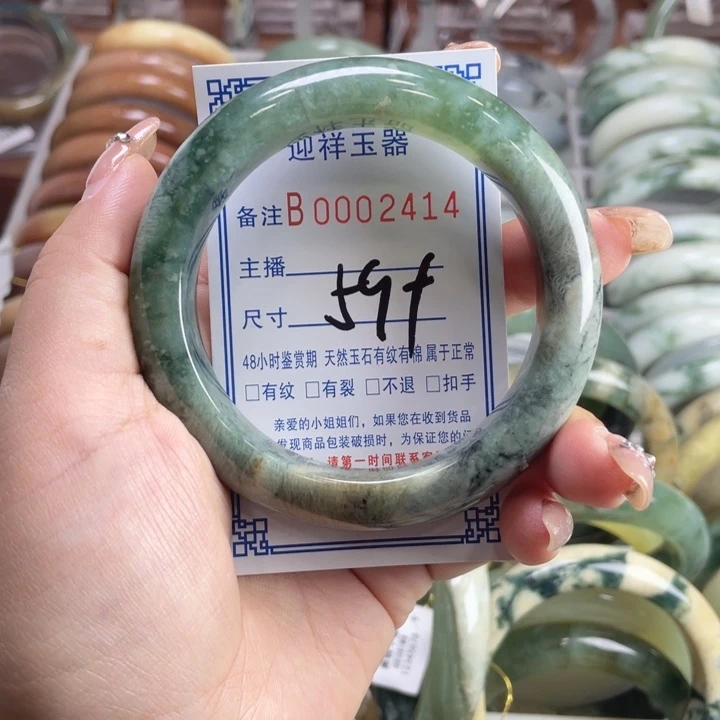 迎祥玉器
备注B0002414
主播
尺寸 59f
48小时鉴赏期 天然玉石有纹有棉属于正常
□有纹 □有裂 □不退 □扣手
亲爱的小姐姐们，如果您在收到货品
发现商品包装破损时，为保证您的
请第一时间联系客